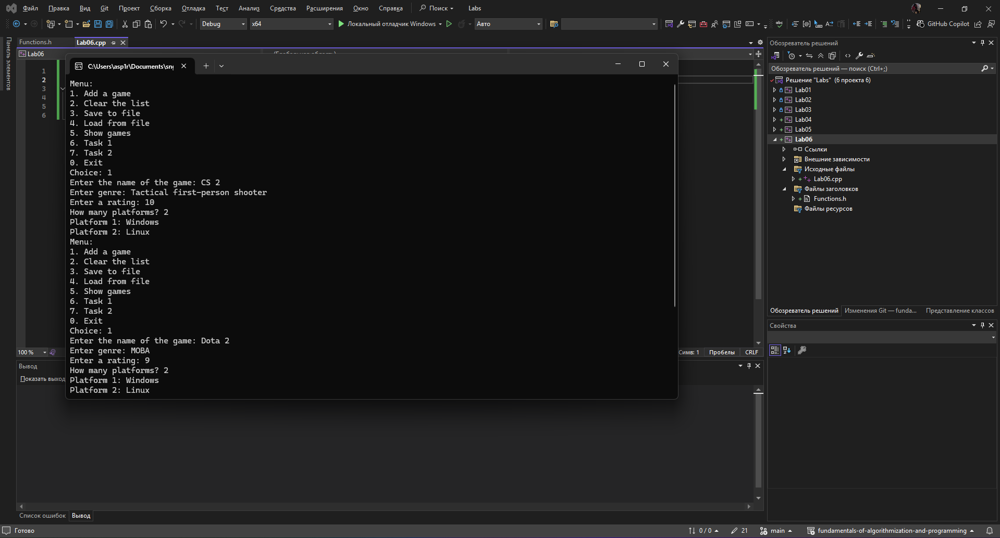 Файл Правка Вид Git Проект Сборка Отладка Тест Анализ Средства Расширения Окно Справка Поиск Labs
Debug x64 Локальный отладчик Windows Авто GitHub Copilot
Панель элементов
Functions.h Lab06.cpp
Lab06
1
2
3
4
5
6
C:\Users\asp1r\Documents\sn
Menu:
1. Add a game
2. Clear the list
3. Save to file
4. Load from file
5. Show games
6. Task 1
7. Task 2
0. Exit
Choice: 1
Enter the name of the game: CS 2
Enter genre: Tactical first-person shooter
Enter a rating: 10
How many platforms? 2
Platform 1: Windows
Platform 2: Linux
Menu:
1. Add a game
2. Clear the list
3. Save to file
4. Load from file
5. Show games
6. Task 1
7. Task 2
0. Exit
Choice: 1
Enter the name of the game: Dota 2
Enter genre: MOBA
Enter a rating: 9
How many platforms? 2
Platform 1: Windows
Platform 2: Linux
100 % Симв: 1 Пробелы CRLF
Вывод
Показать выход
Список ошибок Вывод
Обозреватель решений
Обозреватель решений — поиск (Ctrl+;)
Решение "Labs" (6 проекта 6)
Lab01
Lab02
Lab03
Lab04
Lab05
Lab06
Ссылки
Внешние зависимости
Исходные файлы
Lab06.cpp
Файлы заголовков
Functions.h
Файлы ресурсов
Обозреватель решений Изменения Git — funda... Представление классов
Свойства
Готово 0 / 0 21 main fundamentals-of-algorithmization-and-programming